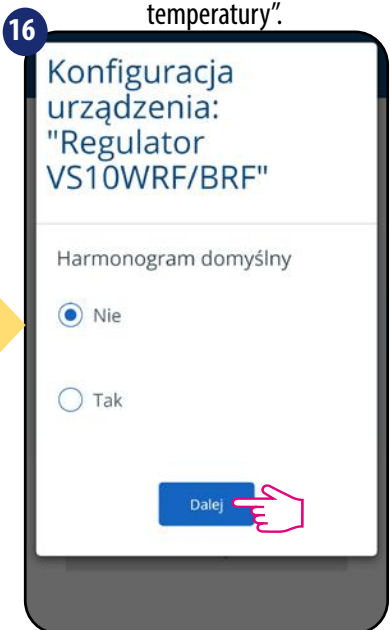 temperatury”.
16
Konfiguracja
urządzenia:
"Regulator
VS10WRF/BRF"
Harmonogram domyślny
Nie
Tak
Dalej